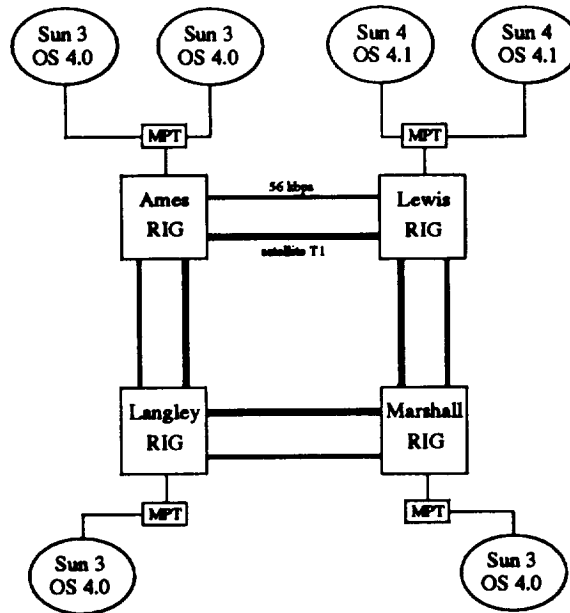 Sun 3
OS 4.0
Sun 3
OS 4.0
Sun 4
OS 4.1
Sun 4
OS 4.1
MPT
MPT
Ames
RIG
56 kbps
satellite T1
Lewis
RIG
Langley
RIG
Marshall
RIG
MPT
MPT
Sun 3
OS 4.0
Sun 3
OS 4.0